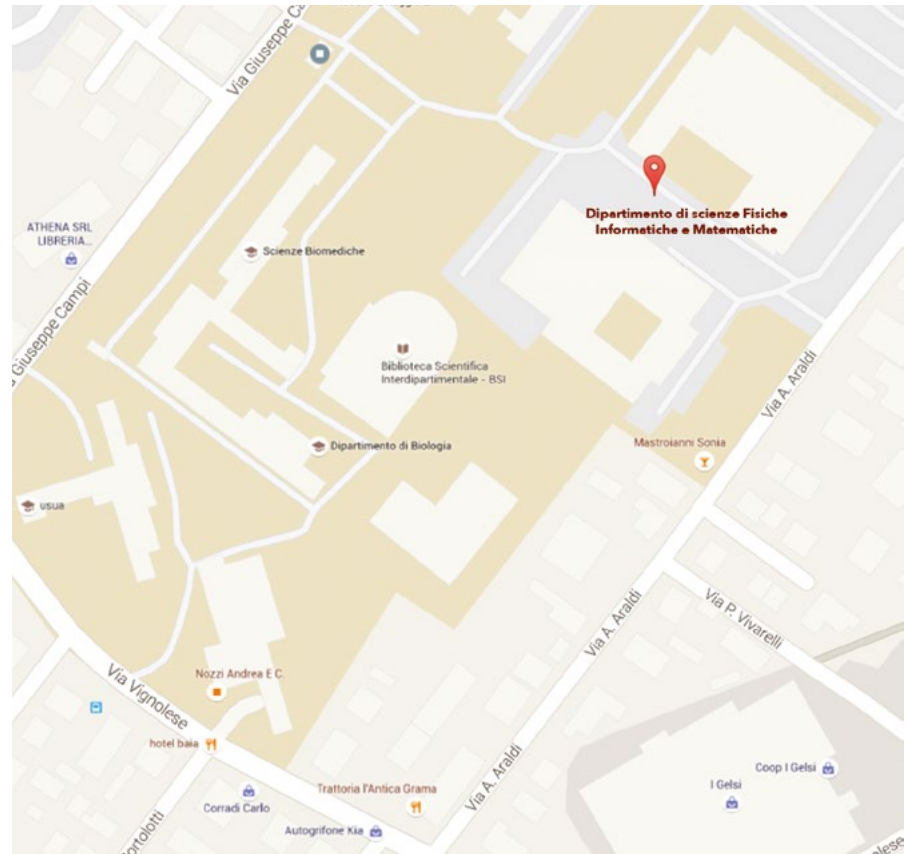 Via Giuseppe Ca
ATHENA SRL
LIBRERIA...
Scienze Biomediche
Dipartimento di scienze Fisiche
Informatiche e Matematiche
Giuseppe Campi
Biblioteca Scientifica
Interdipartimentale - BSI
Via A. Araldi
Dipartimento di Biologia
Mastroianni Sonia
usua
Via A. Araldi
Via P. Vivarelli
Nozzi Andrea E C.
Via Vignolese
hotel baia
Via A. Araldi
Coop I Gelsi
I Gelsi
Trattoria l'Antica Grama
Corradi Carlo
Autogrifone Kia
ortolotti
nolese